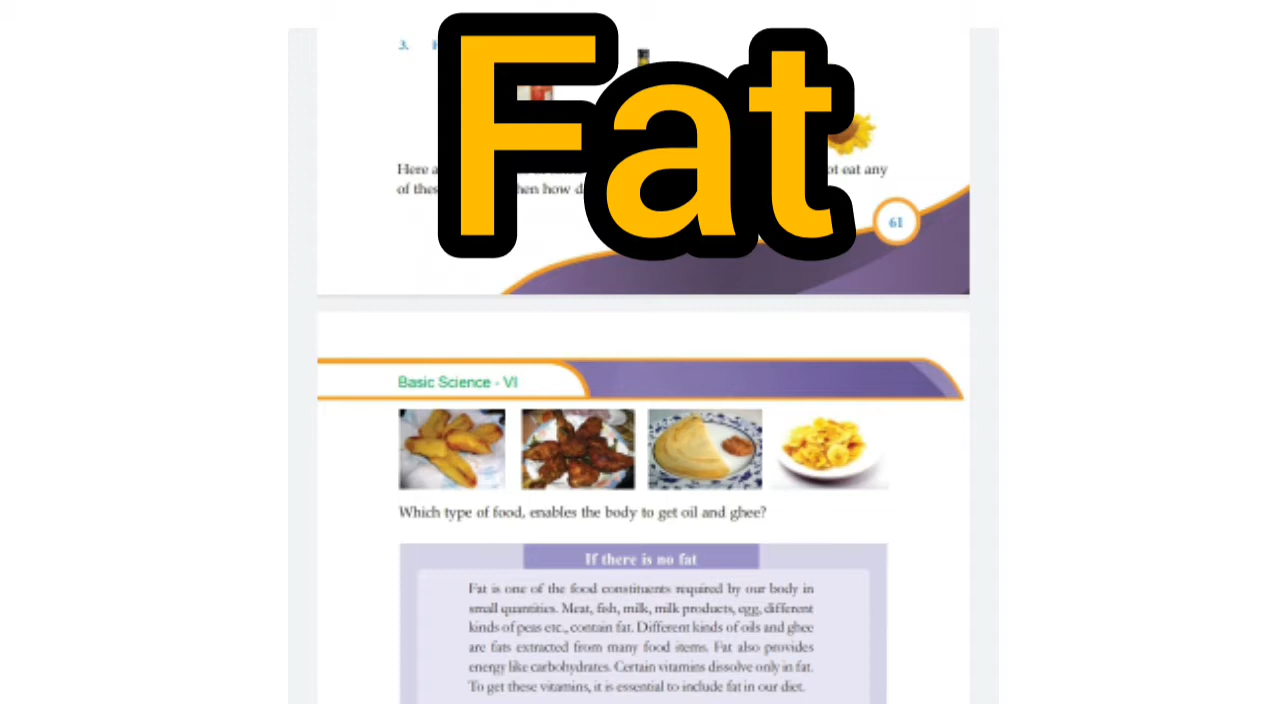 Fat
3.
Here
ot eat any
of thes
hen how d
61
Basic Science - VI
Which type of food, enables the body to get oil and ghee?
If there is no fat
Fat is one of the food constituents required by our body in
small quantities. Meat, fish, milk, milk products, egg, different
kinds of peas etc., contain fat. Different kinds of oils and ghee
are fats extracted from many food items. Fat also provides
energy like carbohydrates. Certain vitamins dissolve only in fat.
To get these vitamins, it is essential to include fat in our diet.